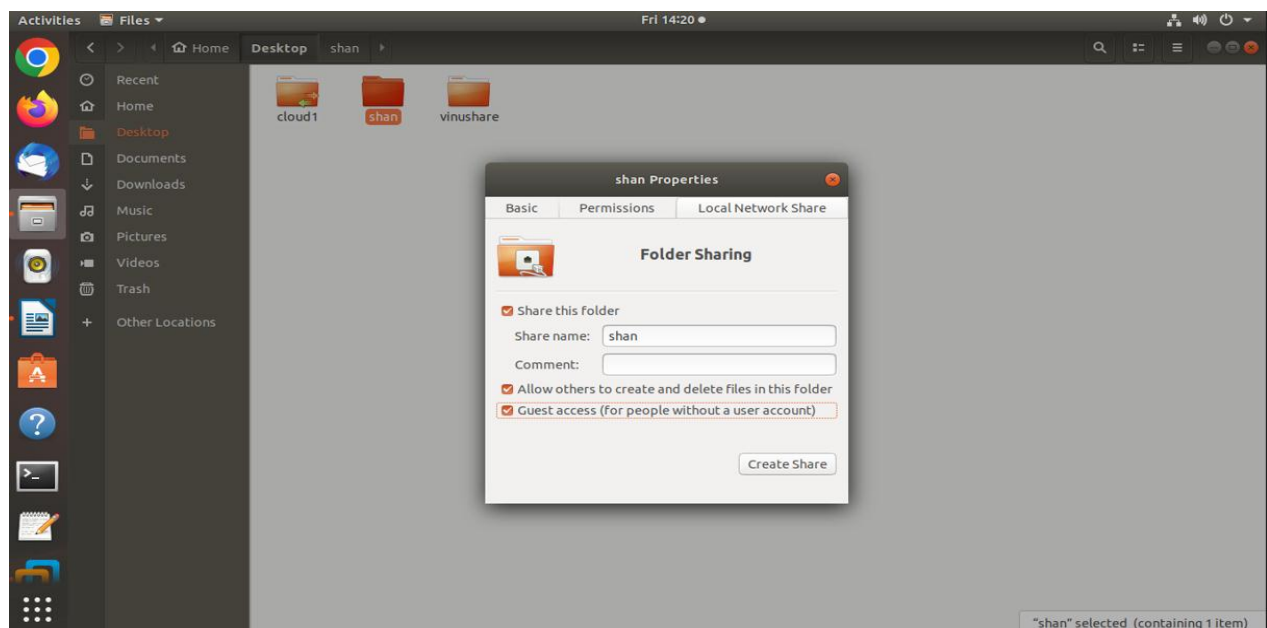 Activities Files Fri 14:20
Home Desktop shan
Recent
Home
Desktop
Documents
Downloads
Music
Pictures
Videos
Trash
+ Other Locations
cloud1 shan vinushare
shan Properties
Basic Permissions Local Network Share
Folder Sharing
Share this folder
Share name: shan
Comment:
Allow others to create and delete files in this folder
Guest access (for people without a user account)
Create Share
"shan" selected (containing 1 item)